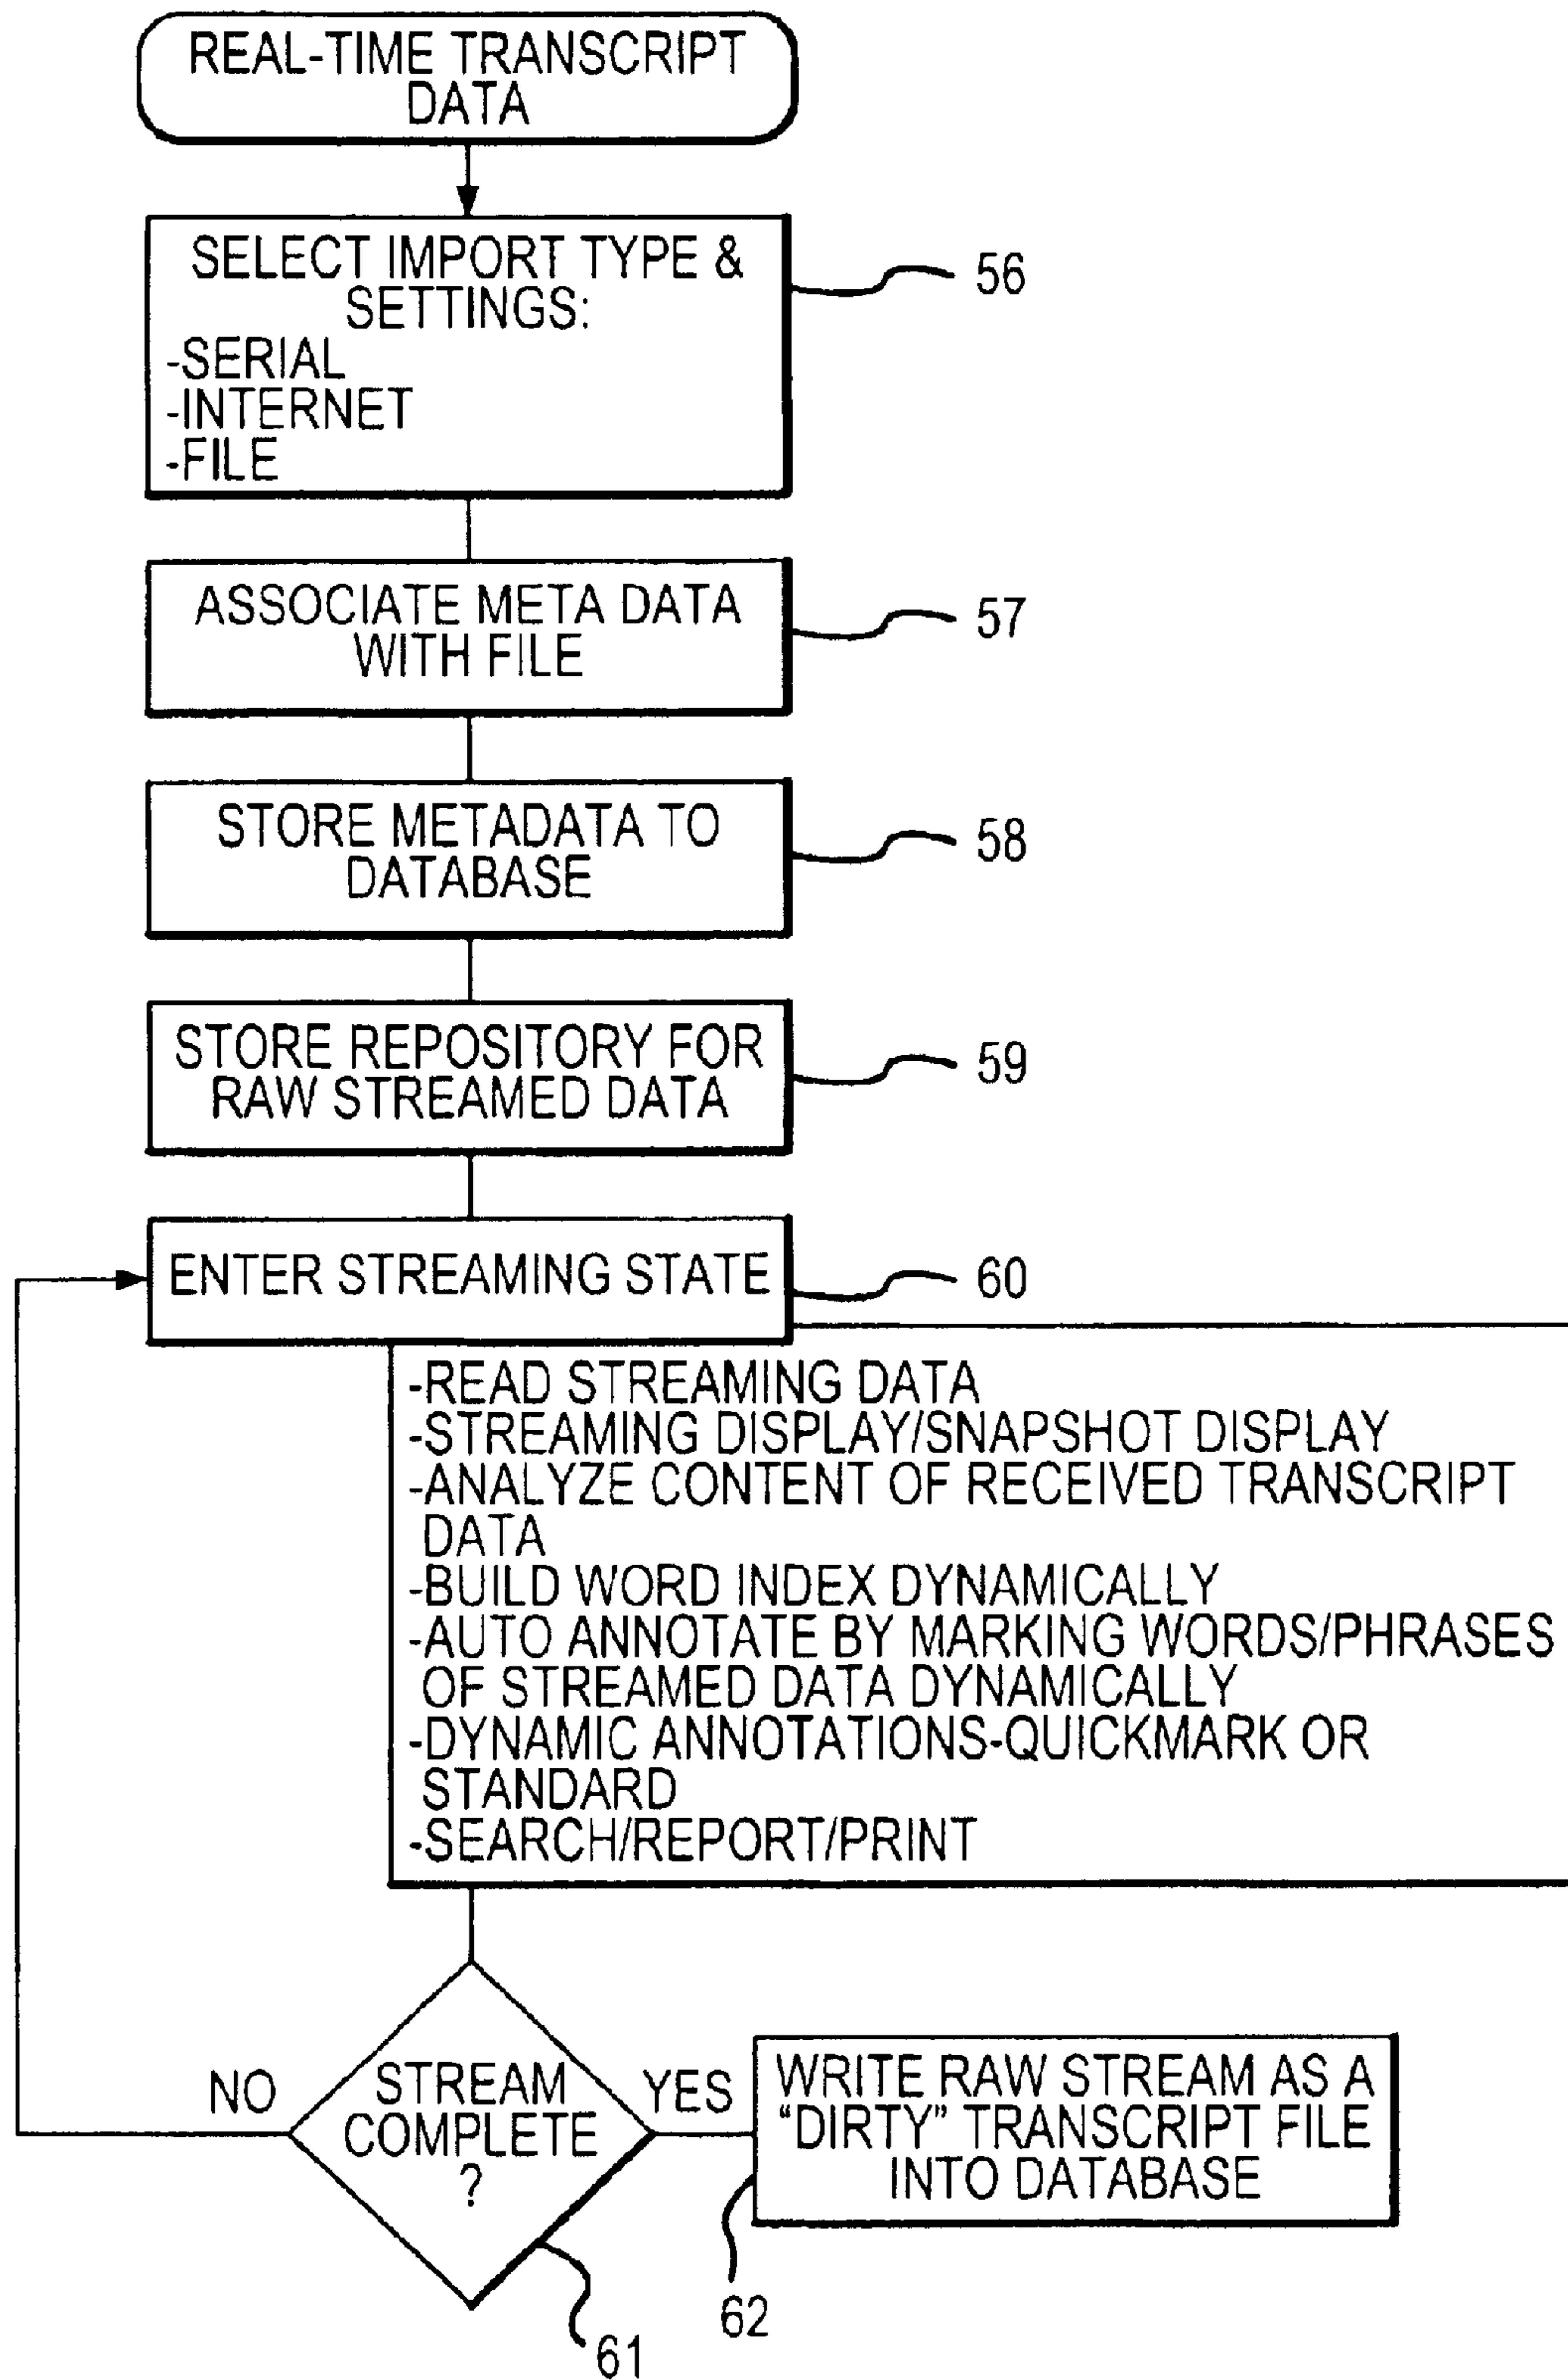 REAL-TIME TRANSCRIPT
DATA
SELECT IMPORT TYPE &
SETTINGS:
-SERIAL
-INTERNET
-FILE
56
ASSOCIATE META DATA
WITH FILE
57
STORE METADATA TO
DATABASE
58
STORE REPOSITORY FOR
RAW STREAMED DATA
59
ENTER STREAMING STATE
60
-READ STREAMING DATA
-STREAMING DISPLAY/SNAPSHOT DISPLAY
-ANALYZE CONTENT OF RECEIVED TRANSCRIPT
DATA
-BUILD WORD INDEX DYNAMICALLY
-AUTO ANNOTATE BY MARKING WORDS/PHRASES
OF STREAMED DATA DYNAMICALLY
-DYNAMIC ANNOTATIONS-QUICKMARK OR
STANDARD
-SEARCH/REPORT/PRINT
NO
STREAM
COMPLETE
?
YES
WRITE RAW STREAM AS A
“DIRTY” TRANSCRIPT FILE
INTO DATABASE
61
62